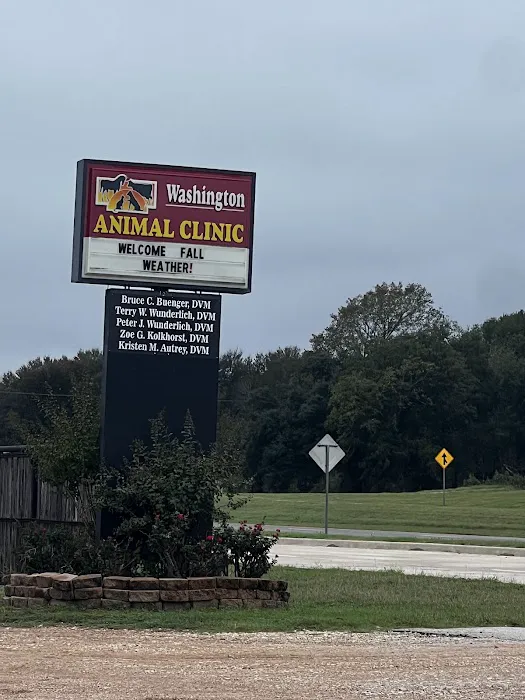 Washington
ANIMAL CLINIC
WELCOME FALL
WEATHER!
Bruce C. Buenger, DVM
Terry W. Wunderlich, DVM
Peter J. Wunderlich, DVM
Zoe G. Kolkhorst, DVM
Kristen M. Autrey, DVM